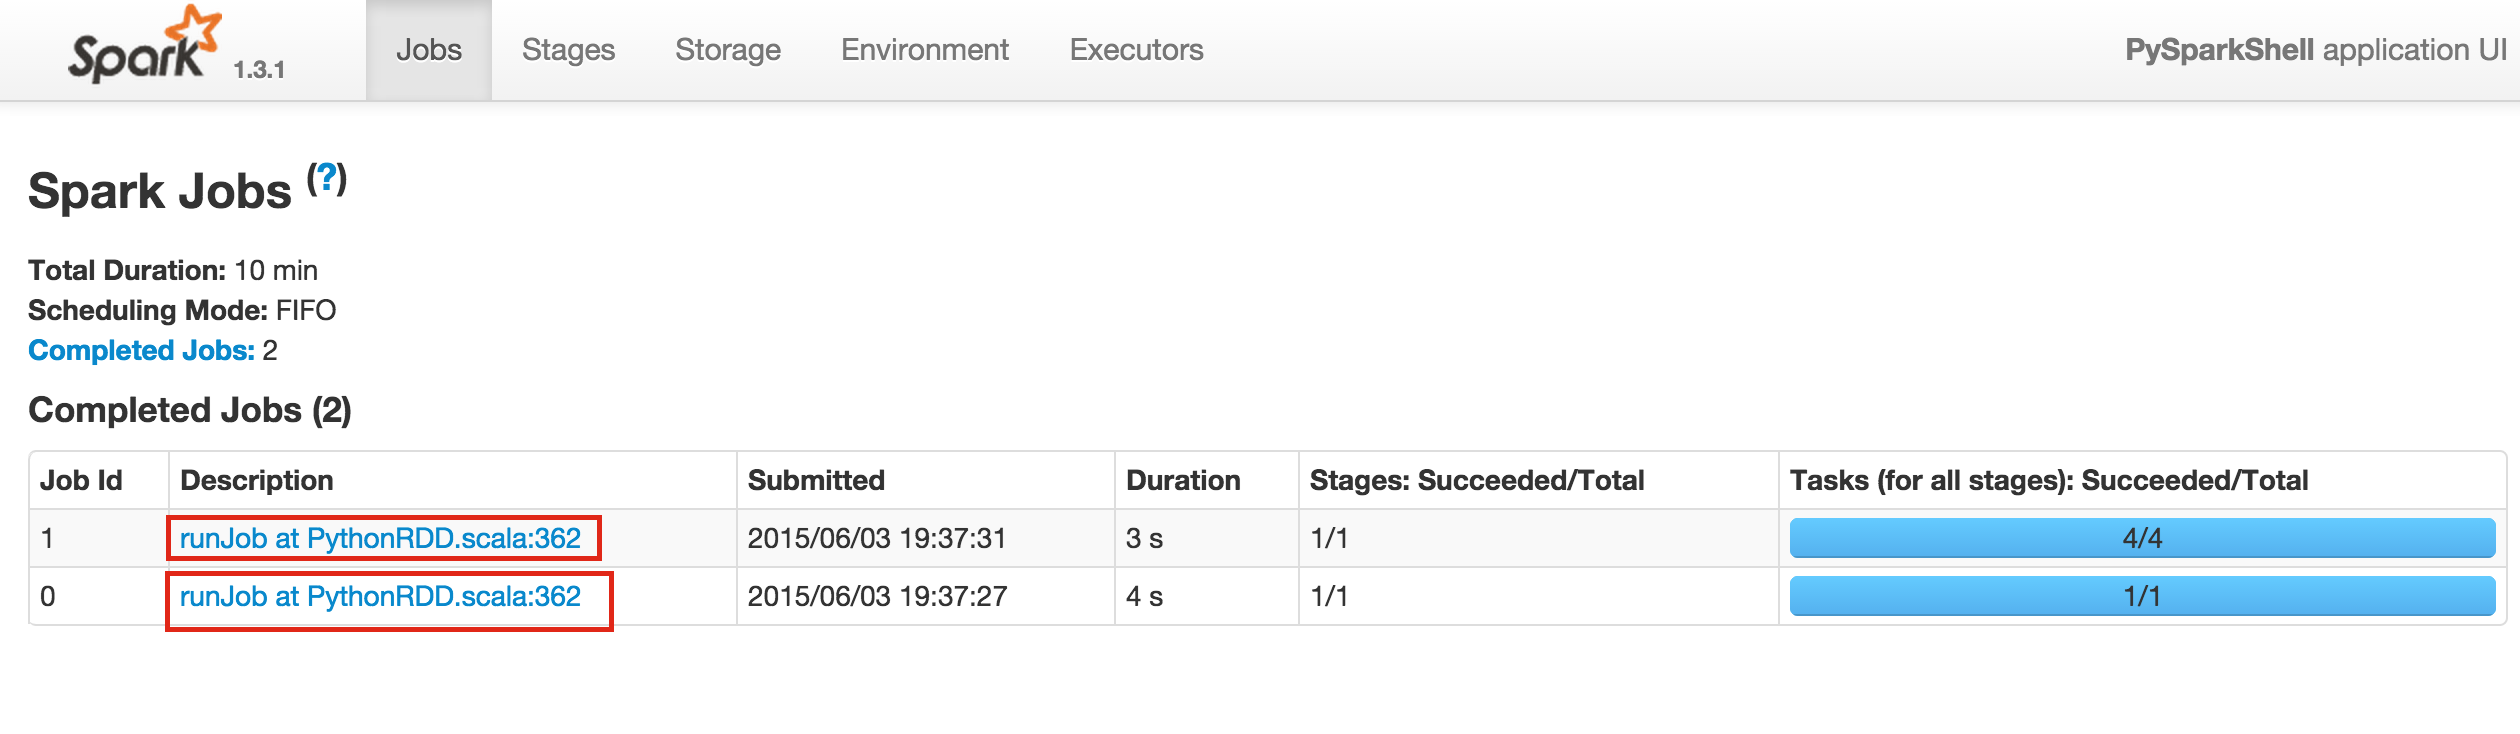 Spark 1.3.1 Jobs Stages Storage Environment Executors PySparkShell application UI
Spark Jobs (?)
Total Duration: 10 min
Scheduling Mode: FIFO
Completed Jobs: 2
Completed Jobs (2)
Job Id Description Submitted Duration Stages: Succeeded/Total Tasks (for all stages): Succeeded/Total
1 runJob at PythonRDD.scala:362 2015/06/03 19:37:31 3 s 1/1 4/4
0 runJob at PythonRDD.scala:362 2015/06/03 19:37:27 4 s 1/1 1/1